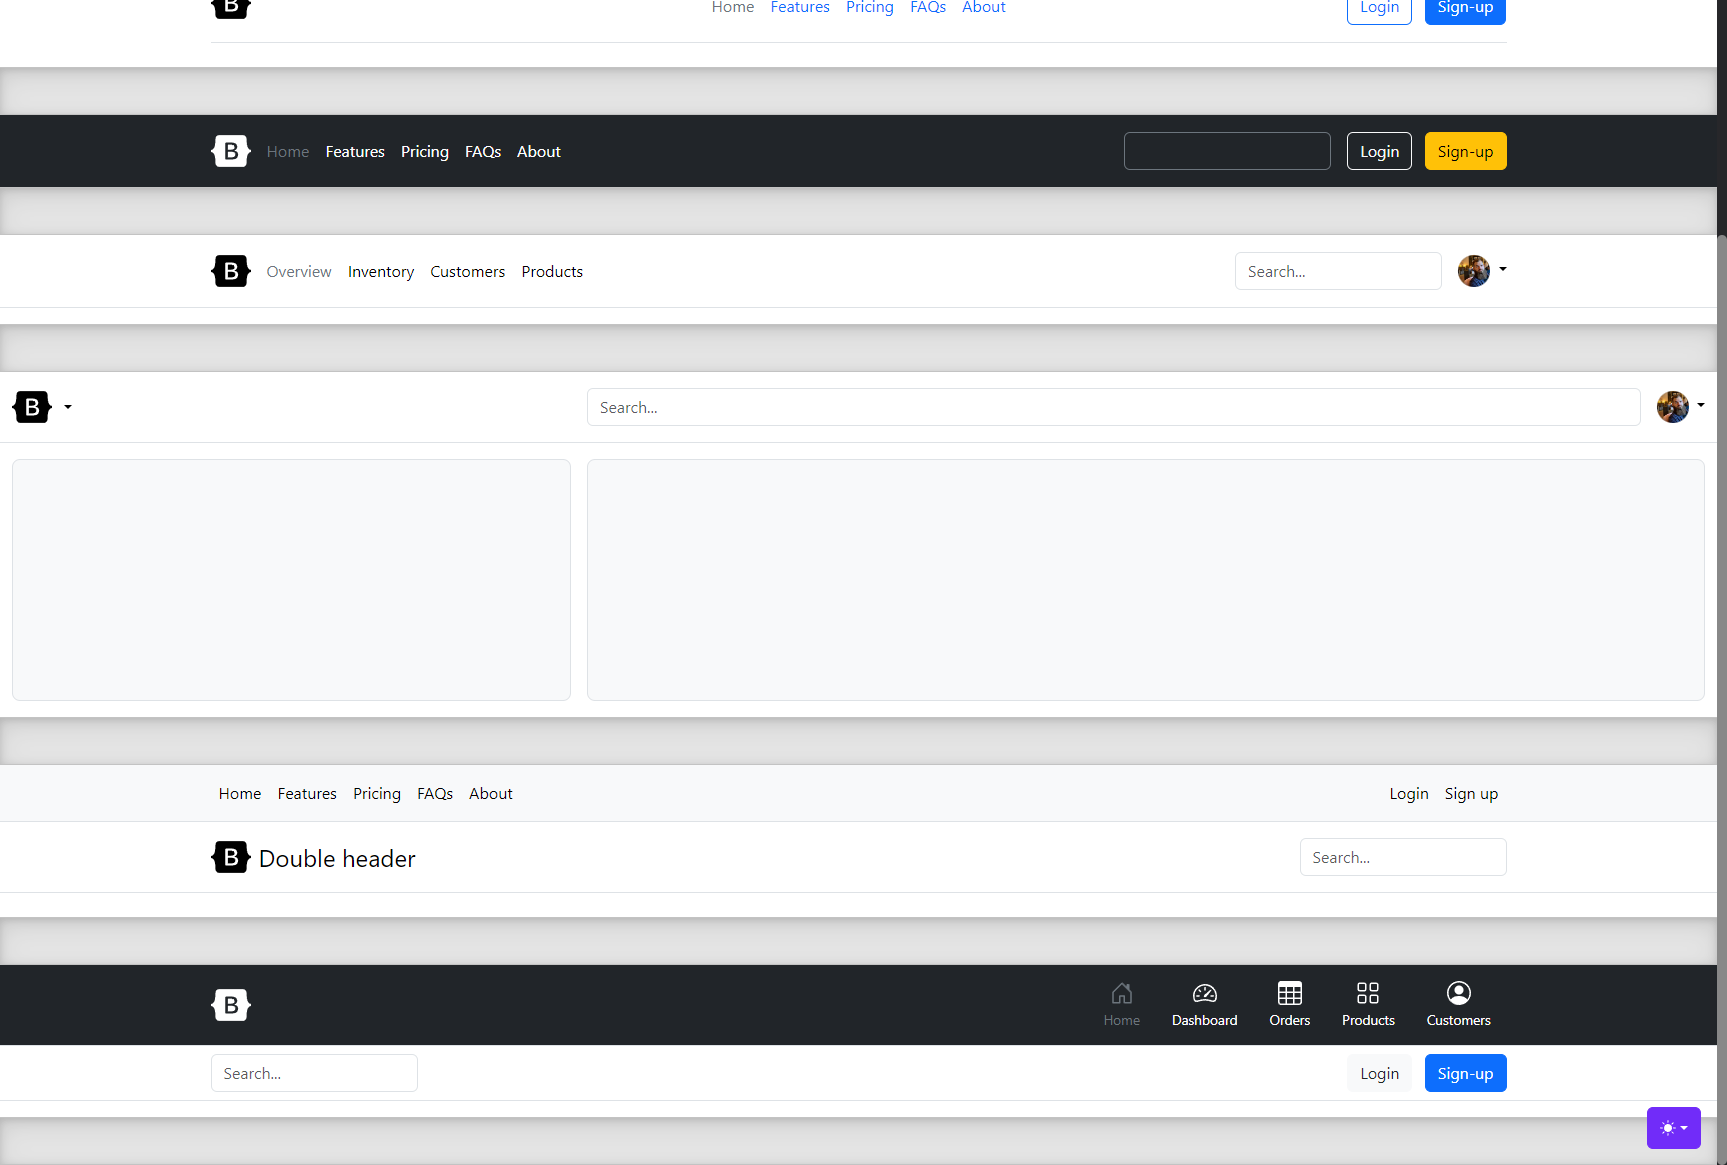 B Home Features Pricing FAQs About Login Sign-up
B Home Features Pricing FAQs About Login Sign-up
B Overview Inventory Customers Products Search...
B Search...
Home Features Pricing FAQs About Login Sign up
B Double header Search...
B Home Dashboard Orders Products Customers
Search... Login Sign-up